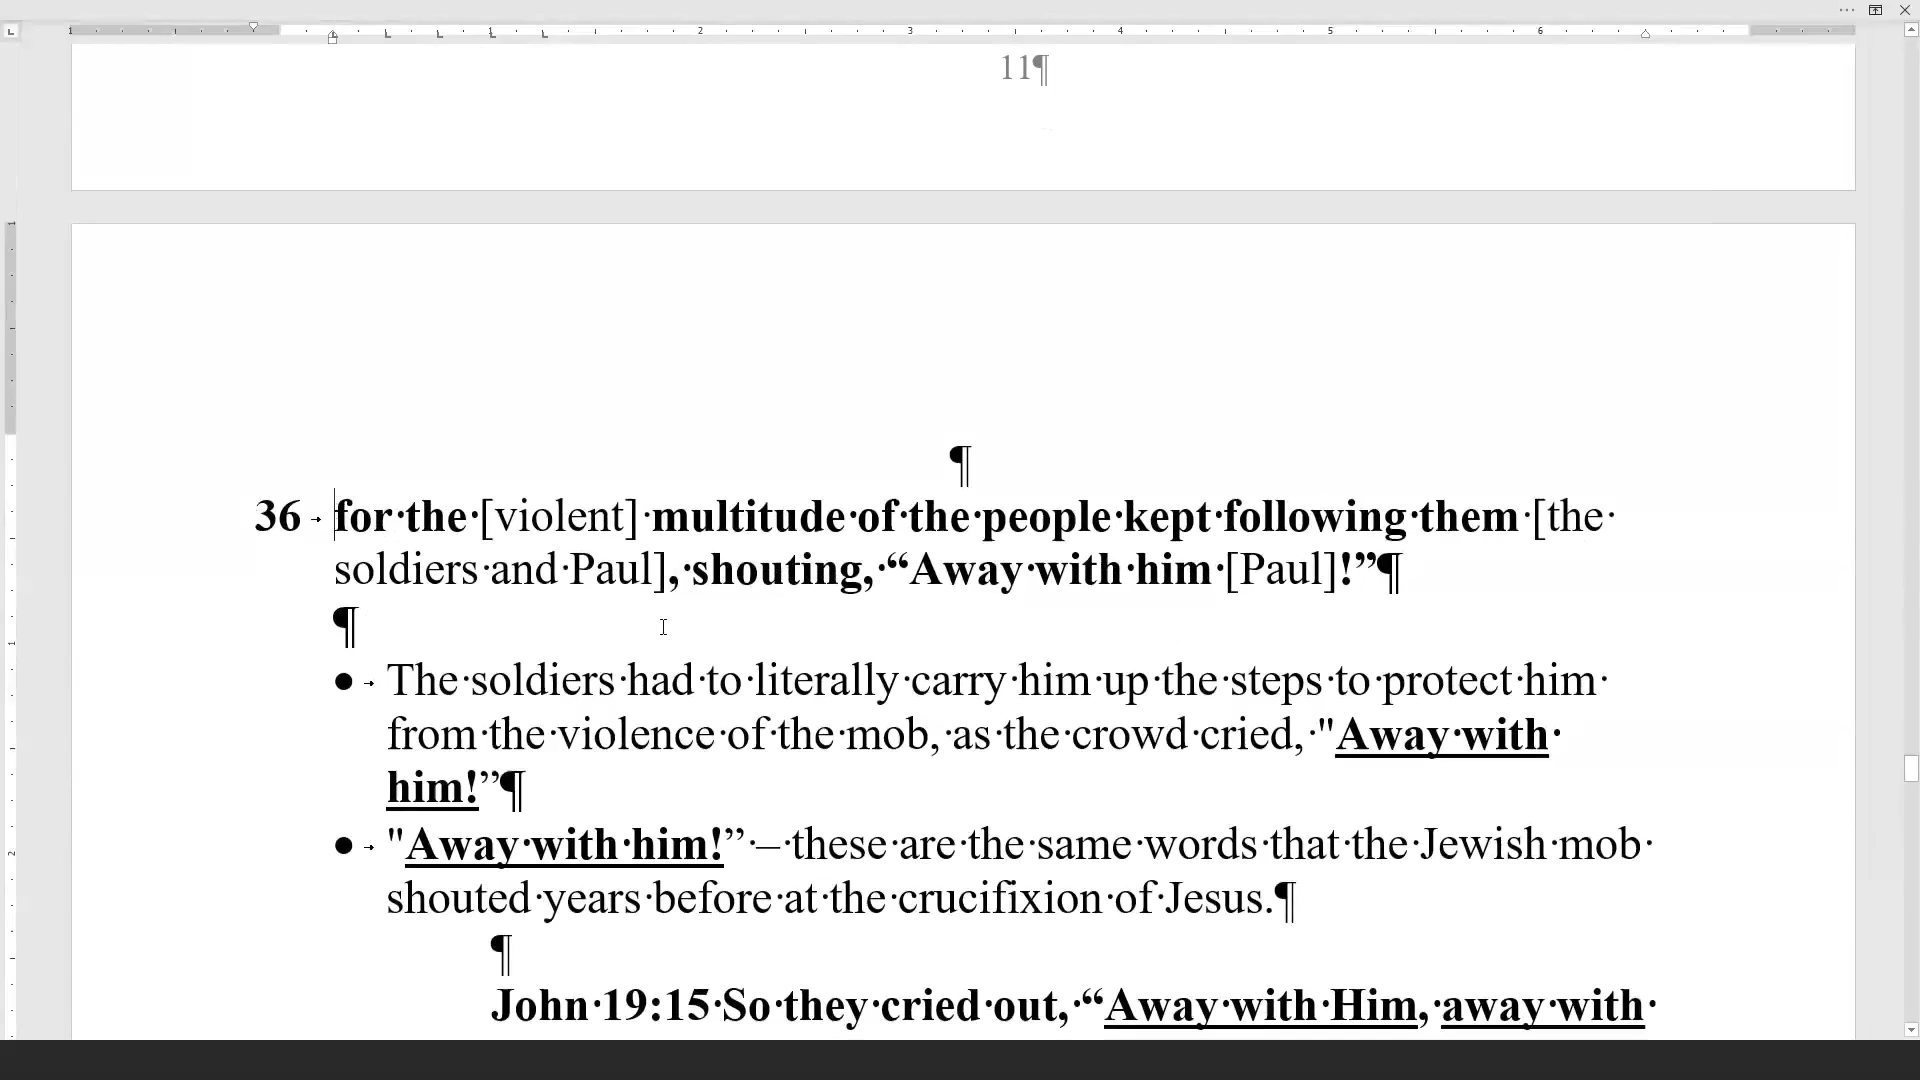 11¶
¶
36 for the [violent] multitude of the people kept following them [the
soldiers and Paul], shouting, “Away with him [Paul]!”¶
¶
• The soldiers had to literally carry him up the steps to protect him
from the violence of the mob, as the crowd cried, "Away with
him!”¶
• "Away with him!” – these are the same words that the Jewish mob
shouted years before at the crucifixion of Jesus.¶
¶
John 19:15 So they cried out, “Away with Him, away with